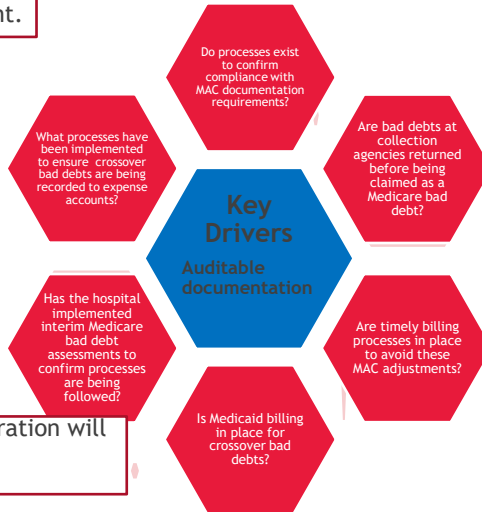 nt.
Do processes exist
to confirm
compliance with
MAC documentation
requirements?
What processes have
been implemented
to ensure crossover
bad debts are being
recorded to expense
accounts?
Are bad debts at
collection
agencies returned
before being
claimed as a
Medicare bad
debt?
Key
Drivers
Auditable
documentation
Has the hospital
implemented
interim Medicare
bad debt
assessments to
confirm processes
are being
followed?
Are timely billing
processes in place
to avoid these
MAC adjustments?
Is Medicaid billing
in place for
crossover bad
debts?
ration will